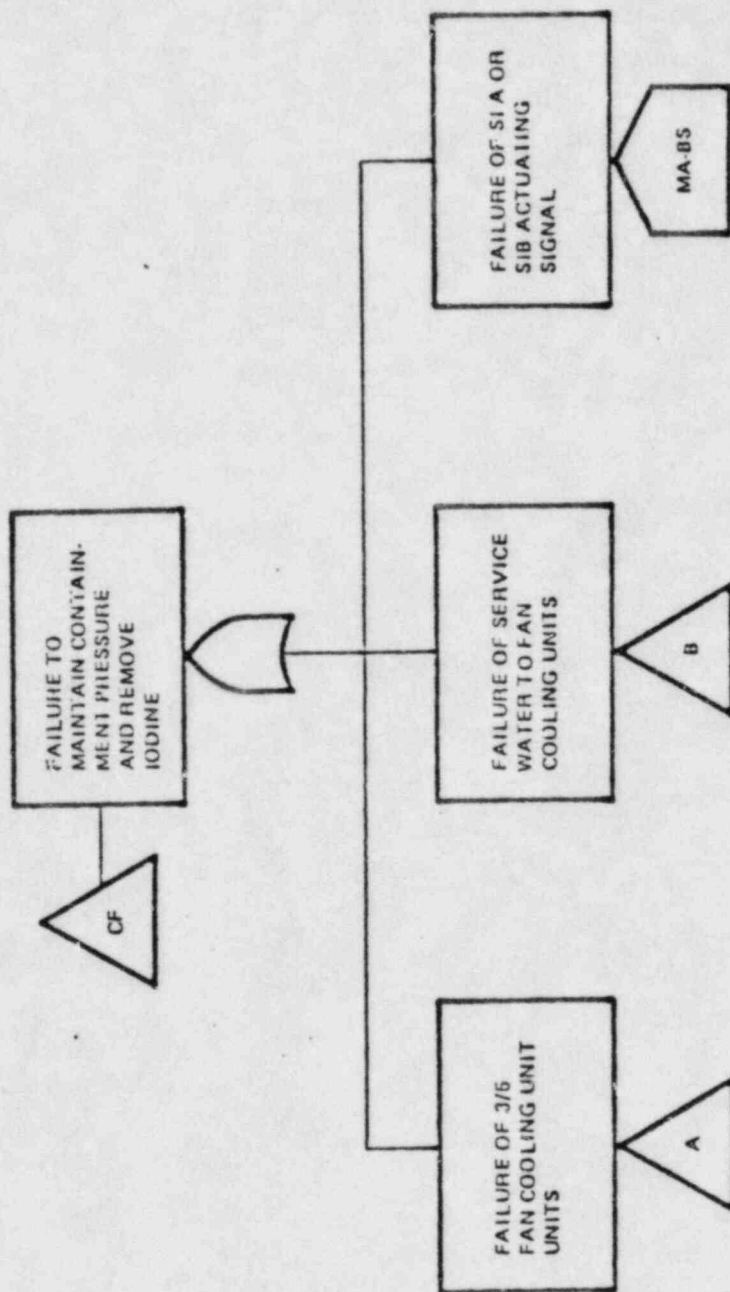 CF
FAILURE TO
MAINTAIN CONTAIN-
MENT PRESSURE
AND REMOVE
IODINE
FAILURE OF 3/5
FAN COOLING UNIT
UNITS
A
FAILURE OF SERVICE
WATER TO FAN
COOLING UNITS
B
FAILURE OF SI A OR
SIB ACTUATING
SIGNAL
MA-BS